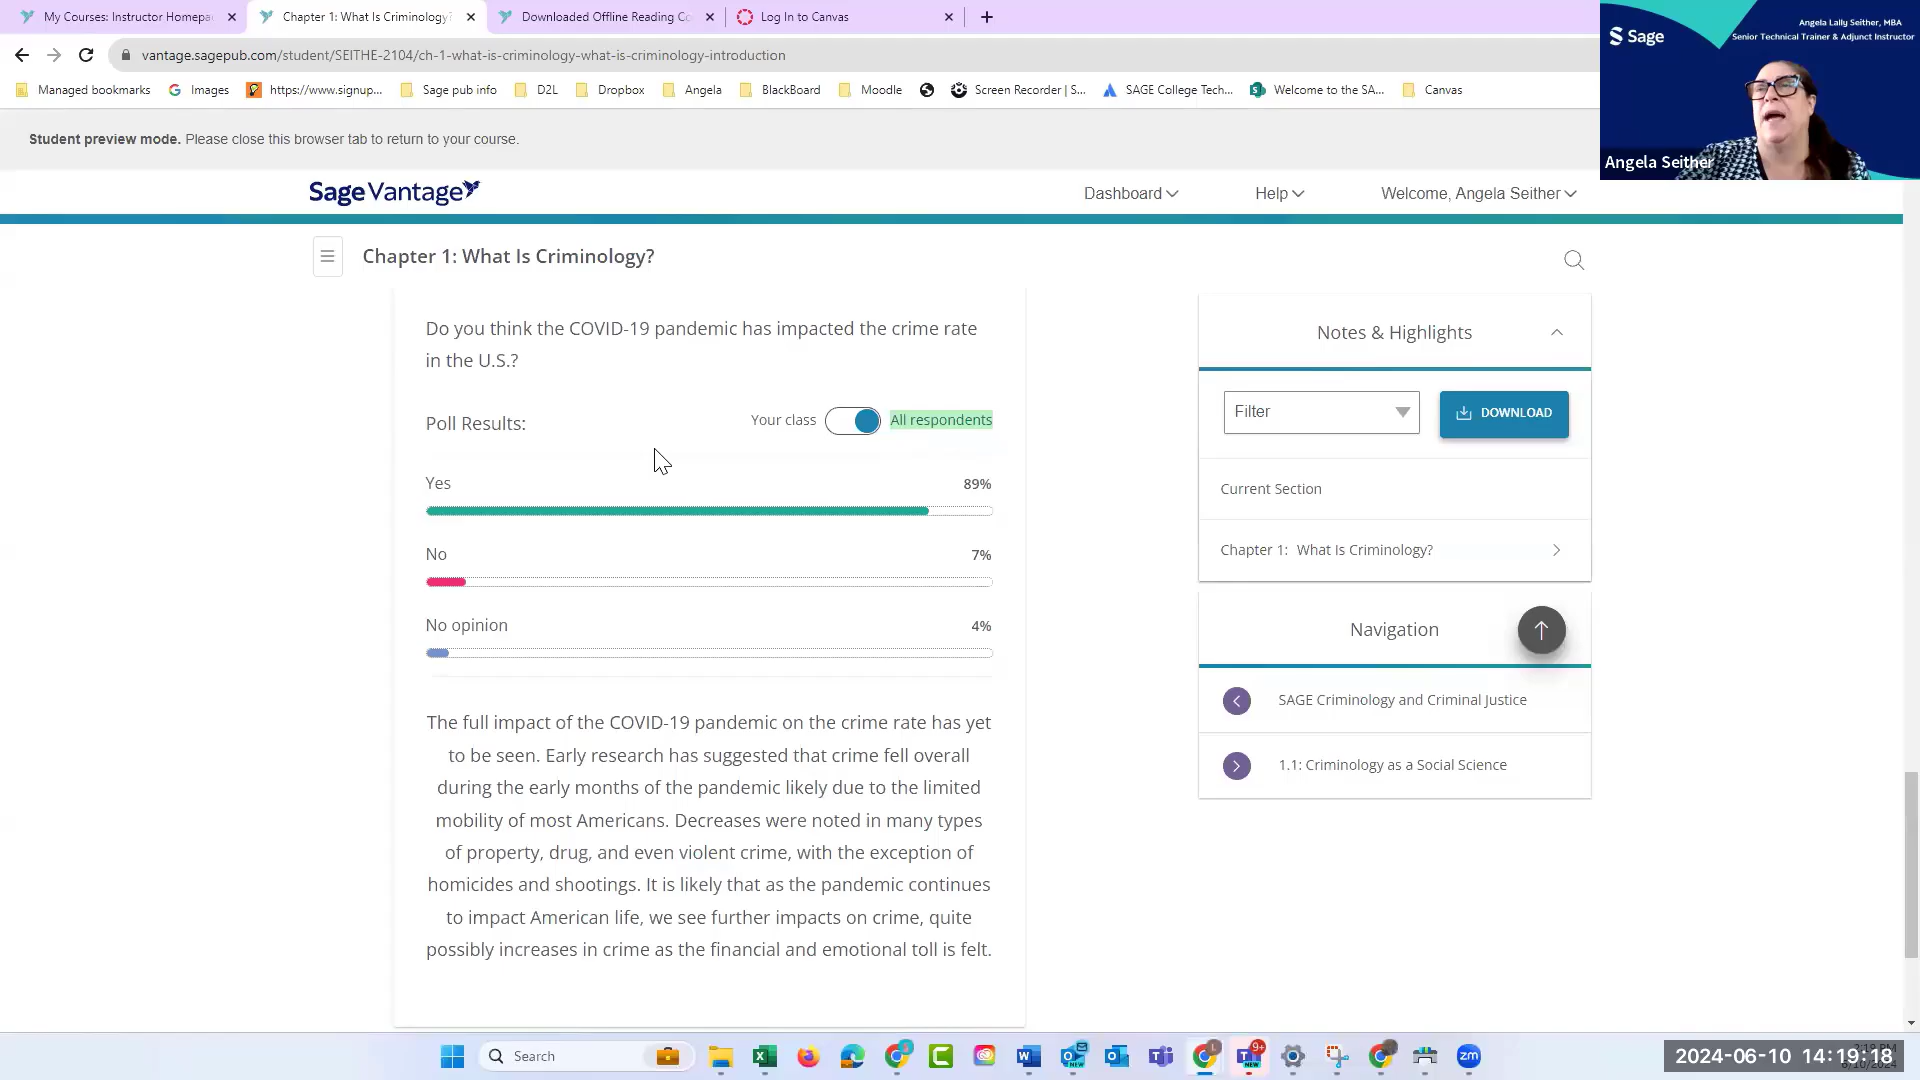 My Courses: Instructor Homepa
Chapter 1: What Is Criminology?
Downloaded Offline Reading Co
Log In to Canvas
vantage.sagepub.com/student/SEITHE-2104/ch-1-what-is-criminology-what-is-criminology-introduction
Managed bookmarks
Images
https://www.signup...
Sage pub info
D2L
Dropbox
Angela
BlackBoard
Moodle
Screen Recorder | S...
SAGE College Tech...
Welcome to the SA...
Canvas
Sage
Angela Lally Seither, MBA
Senior Technical Trainer & Adjunct Instructor
Angela Seither
Student preview mode. Please close this browser tab to return to your course.
Sage Vantage
Dashboard
Help
Welcome, Angela Seither
Chapter 1: What Is Criminology?
Do you think the COVID-19 pandemic has impacted the crime rate
in the U.S.?
Poll Results:
Your class
All respondents
Yes
89%
No
7%
No opinion
4%
The full impact of the COVID-19 pandemic on the crime rate has yet
to be seen. Early research has suggested that crime fell overall
during the early months of the pandemic likely due to the limited
mobility of most Americans. Decreases were noted in many types
of property, drug, and even violent crime, with the exception of
homicides and shootings. It is likely that as the pandemic continues
to impact American life, we see further impacts on crime, quite
possibly increases in crime as the financial and emotional toll is felt.
Notes & Highlights
Filter
DOWNLOAD
Current Section
Chapter 1: What Is Criminology?
Navigation
SAGE Criminology and Criminal Justice
1.1: Criminology as a Social Science
Search
2024-06-10 14:19:18